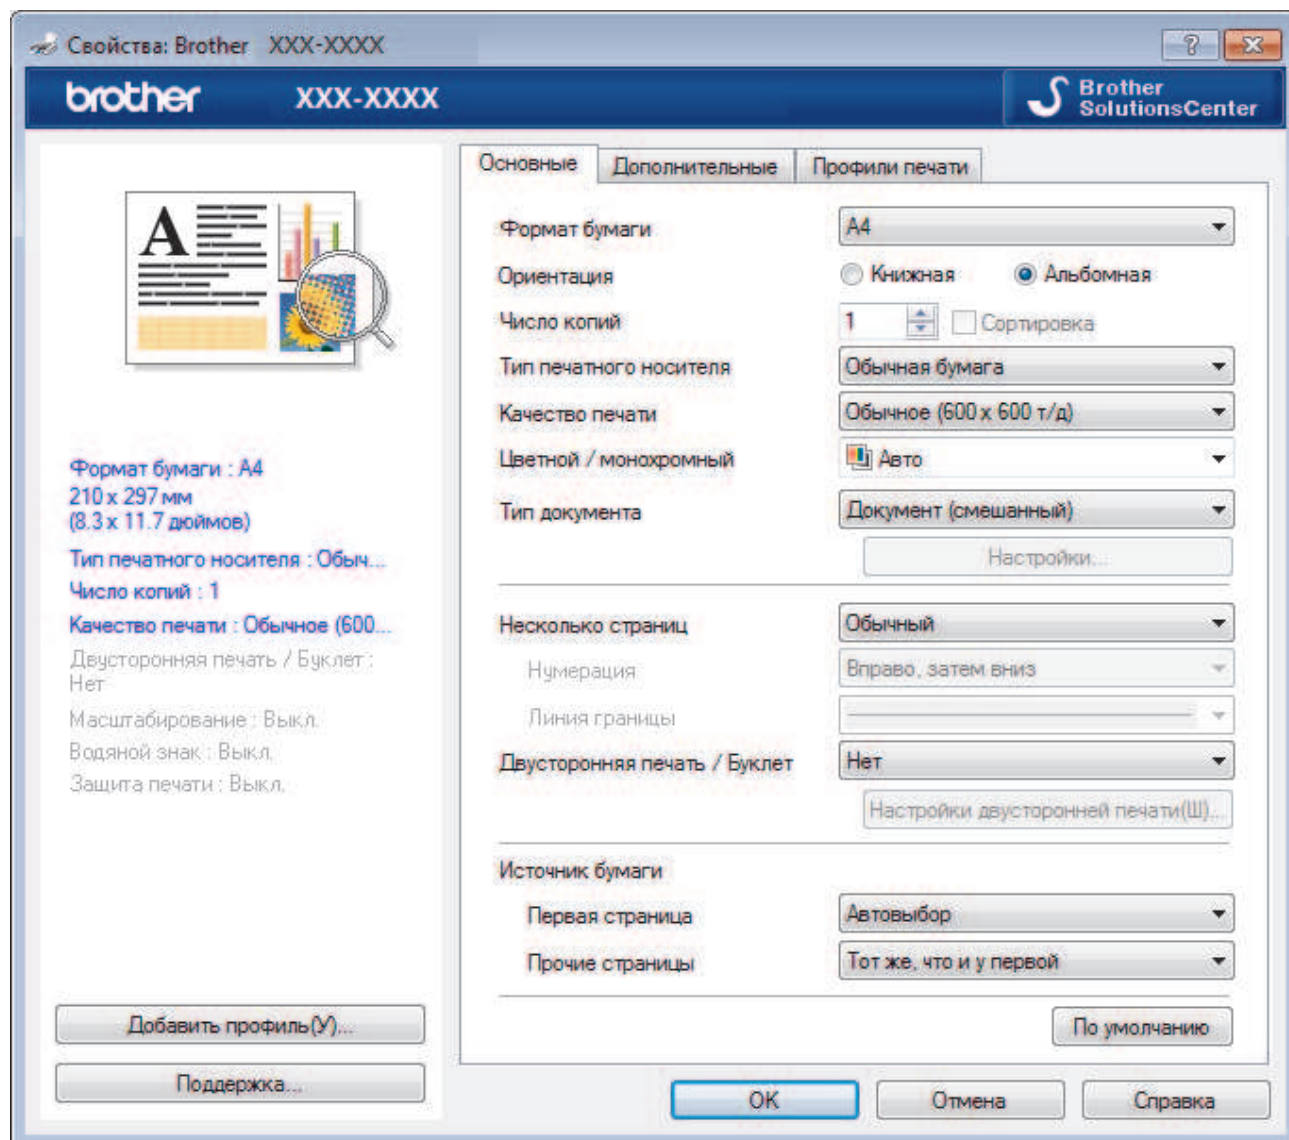 Свойства: Brother XXX-XXXX
brother XXX-XXXX
Brother
SolutionsCenter
Основные Дополнительные Профили печати
A
Формат бумаги : A4
210 x 297 мм
(8.3 x 11.7 дюймов)
Тип печатного носителя : Обыч...
Число копий : 1
Качество печати : Обычное (600...
Двусторонняя печать / Буклет :
Нет
Масштабирование : Выкл.
Водяной знак : Выкл.
Защита печати : Выкл.
Добавить профиль(У)...
Поддержка...
Формат бумаги A4
Ориентация Книжная Альбомная
Число копий 1 Сортировка
Тип печатного носителя Обычная бумага
Качество печати Обычное (600 x 600 т/д)
Цветной / монохромный Авто
Тип документа Документ (смешанный)
Настройки...
Несколько страниц Обычный
Нумерация Вправо, затем вниз
Линия границы
Двусторонняя печать / Буклет Нет
Настройки двусторонней печати(Ш)...
Источник бумаги
Первая страница Автовыбор
Прочие страницы Тот же, что и у первой
По умолчанию
OK Отмена Справка